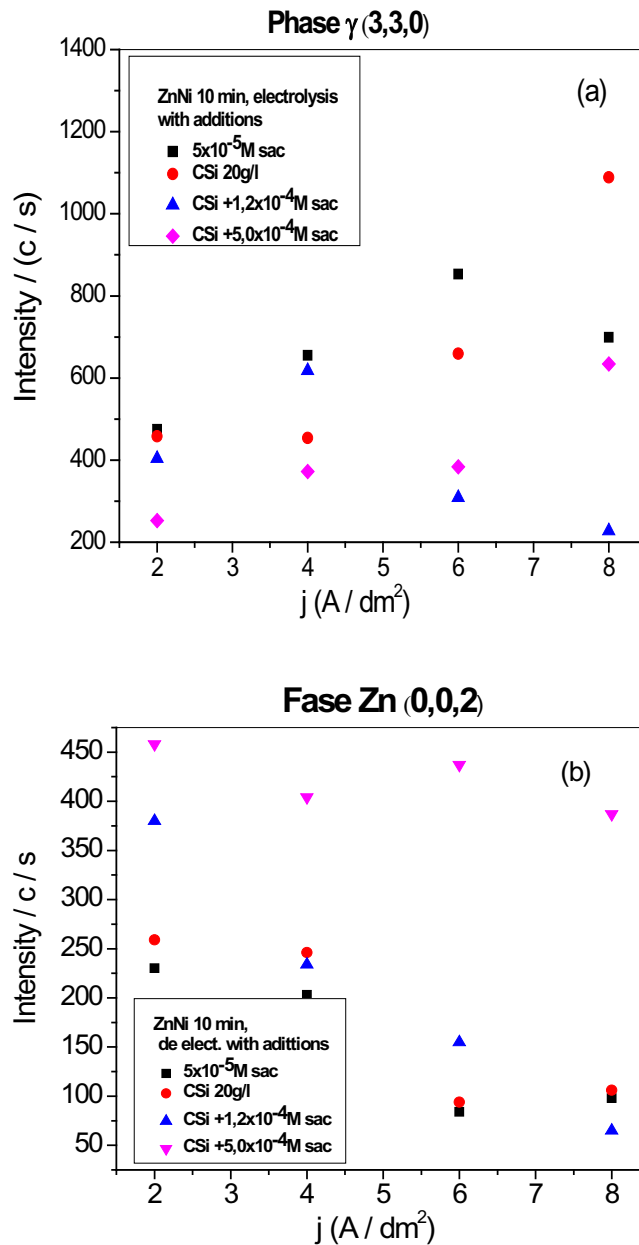 Phase γ (3,3,0)
1400
1200
1000
800
600
400
200
Intensity / (c / s)
(a)
ZnNi 10 min, electrolysis
with additions
5x10⁻⁵M sac
CSi 20g/l
CSi +1,2x10⁻⁴M sac
CSi +5,0x10⁻⁴M sac
2 3 4 5 6 7 8
j (A / dm²)
Fase Zn (0,0,2)
450
400
350
300
250
200
150
100
50
Intensity / c / s
(b)
ZnNi 10 min,
de elect. with adittions
5x10⁻⁵M sac
CSi 20g/l
CSi +1,2x10⁻⁴M sac
CSi +5,0x10⁻⁴M sac
2 3 4 5 6 7 8
j (A / dm²)